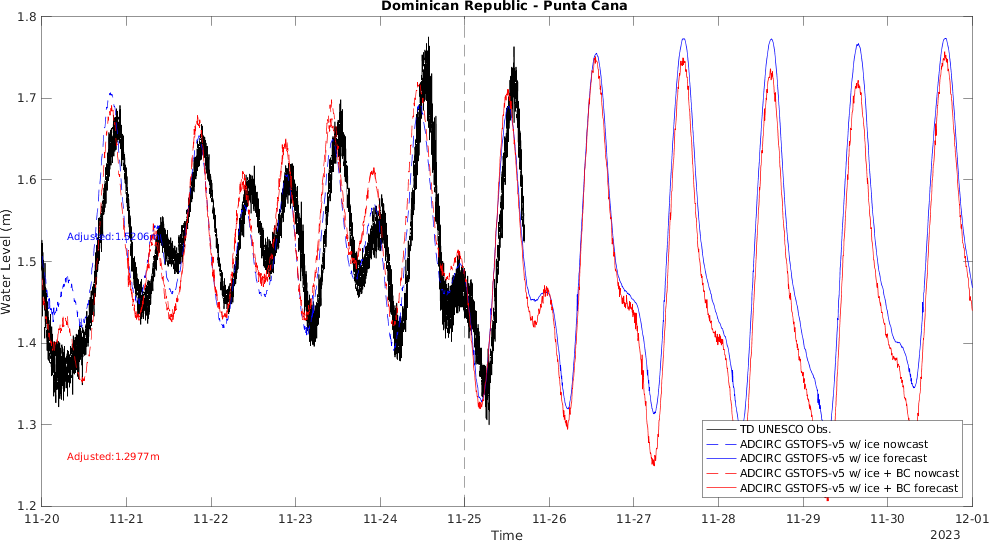 Dominican Republic - Punta Cana
Water Level (m)
1.8
1.7
1.6
1.5
1.4
1.3
1.2
Adjusted:1.5206m
Adjusted:1.2977m
TD UNESCO Obs.
ADCIRC GSTOFS-v5 w/ ice nowcast
ADCIRC GSTOFS-v5 w/ ice forecast
ADCIRC GSTOFS-v5 w/ ice + BC nowcast
ADCIRC GSTOFS-v5 w/ ice + BC forecast
11-20 11-21 11-22 11-23 11-24 11-25 11-26 11-27 11-28 11-29 11-30 12-01
Time
2023